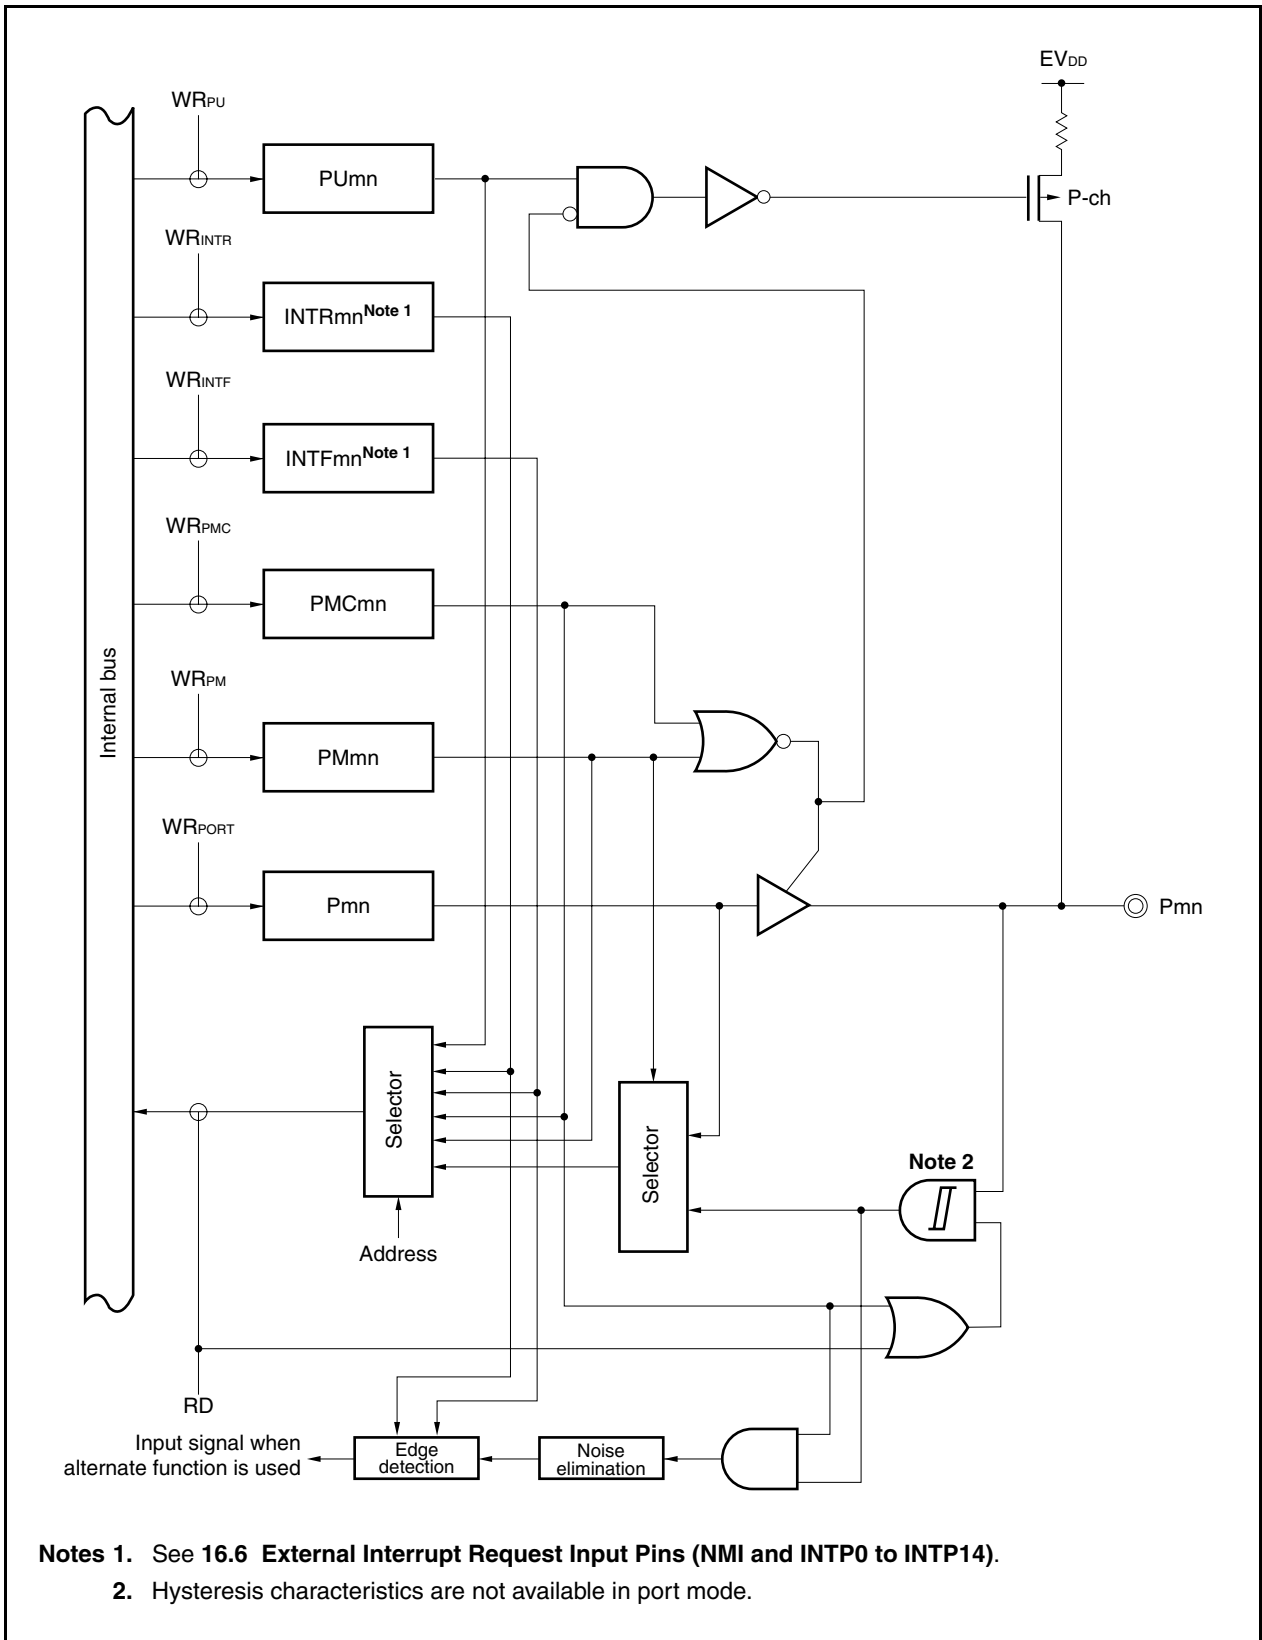 EVDD
WRPU
PUmn
P-ch
WRINTR
INTRmnNote 1
WRINTF
INTFmnNote 1
WRPMC
PMCmn
Internal bus
WRPM
PMmn
WRPORT
Pmn
Pmn
Selector
Selector
Note 2
Address
RD
Input signal when
alternate function is used
Edge
detection
Noise
elimination
Notes 1. See 16.6 External Interrupt Request Input Pins (NMI and INTP0 to INTP14).
2. Hysteresis characteristics are not available in port mode.